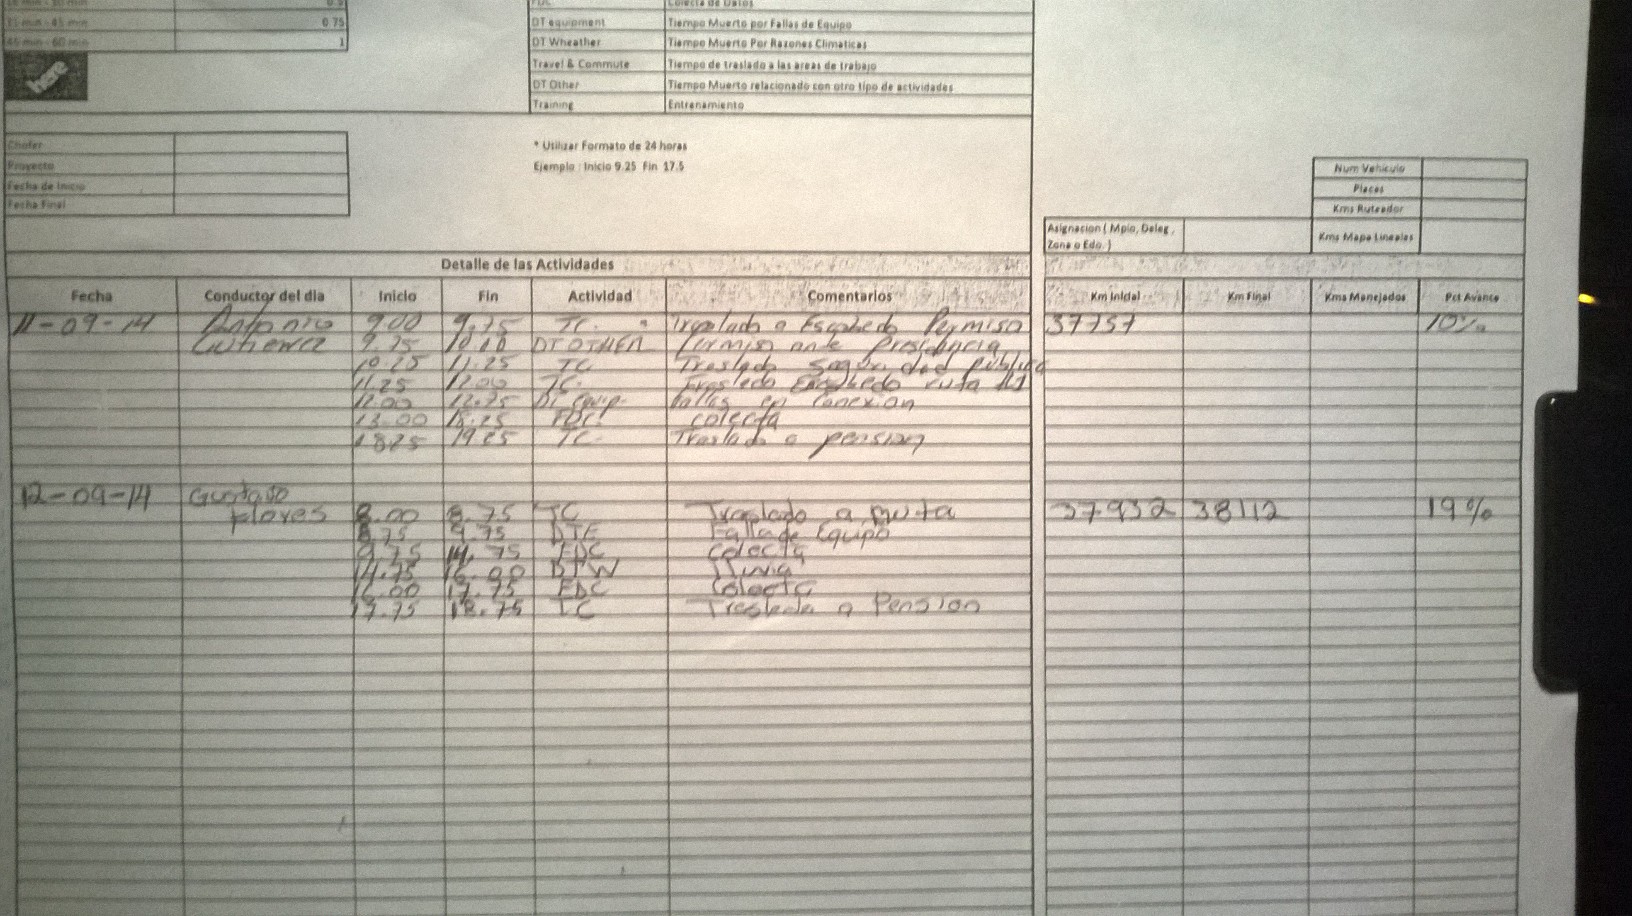 15 min - 30 min 0.5
35 min - 45 min 0.75
45 min - 60 min 1
FDC Colecta de Datos
DT equipment Tiempo Muerto por Fallas de Equipo
DT Wheather Tiempo Muerto Por Razones Climaticas
Travel & Commute Tiempo de traslado a las areas de trabajo
DT Other Tiempo Muerto relacionado con otro tipo de actividades
Training Entrenamiento
here
Chofer
Proyecto
Fecha de Inicio
Fecha Final
* Utilizar Formato de 24 horas
Ejemplo : Inicio 9.25 Fin 17.5
Num Vehiculo
Placas
Kms Ruteador
Kms Mapa Lineales
Asignacion ( Mpio, Deleg,
Zona o Edo. )
Detalle de las Actividades
Fecha Conductor del dia Inicio Fin Actividad Comentarios Km Inicial Km Final Kms Manejados Pct Avance
11-09-14 Antonio 9.00 9.75 TC. Traslado a Escobedo Permiso 37757 10%
Gutierrez 9.75 DT OTHER Permiso ante Presidencia
10.25 11.25 TC Traslado Seguridad Pública
11.25 12.00 TC. Traslado Escobedo ruta
12.00 12.75 DT Equip. fallas en conexion
13.00 18.25 FDC. colecta
18.25 19.25 TC. Traslado a pension
12-09-14 Gustavo
Flores 8.00 8.75 TC Traslado a ruta 37932 38112 19%
8.75 9.75 DTE Falla de Equipo
9.75 14.75 FDC colecta
14.75 16.00 DTW lluvia
16.00 17.75 FDC Colecta
17.75 18.75 TC Traslado a Pension